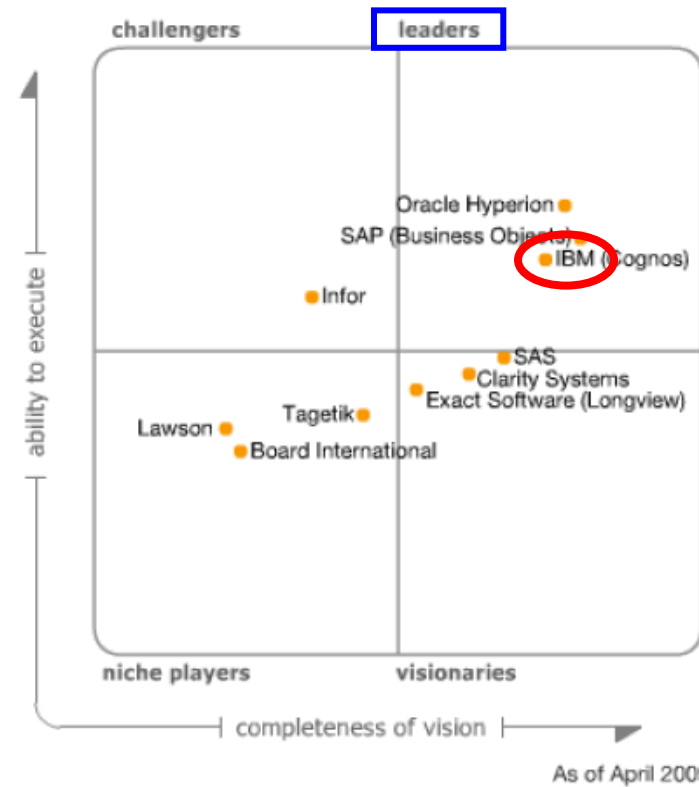 challengers
leaders
Oracle Hyperion
SAP (Business Objects)
IBM (Cognos)
Infor
SAS
Clarity Systems
Exact Software (Longview)
Tagetik
Lawson
Board International
ability to execute
niche players
visionaries
completeness of vision
As of April